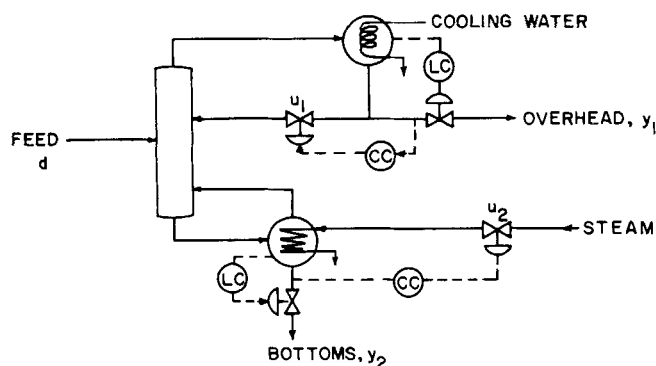 COOLING WATER
LC
u1
OVERHEAD, y1
FEED
d
CC
u2
STEAM
LC
CC
BOTTOMS, y2